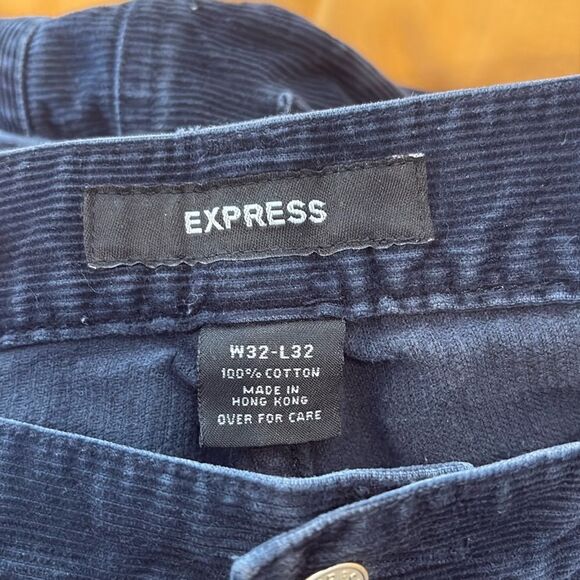 EXPRESS
W32-L32
100% COTTON
MADE IN
HONG KONG
OVER FOR CARE